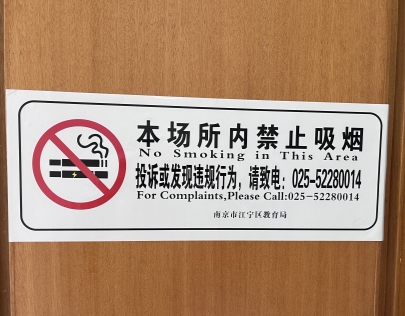 本场所内禁止吸烟
No Smoking in This Area
投诉或发现违规行为，请致电：025-52280014
For Complaints,Please Call:025-52280014
南京市江宁区教育局